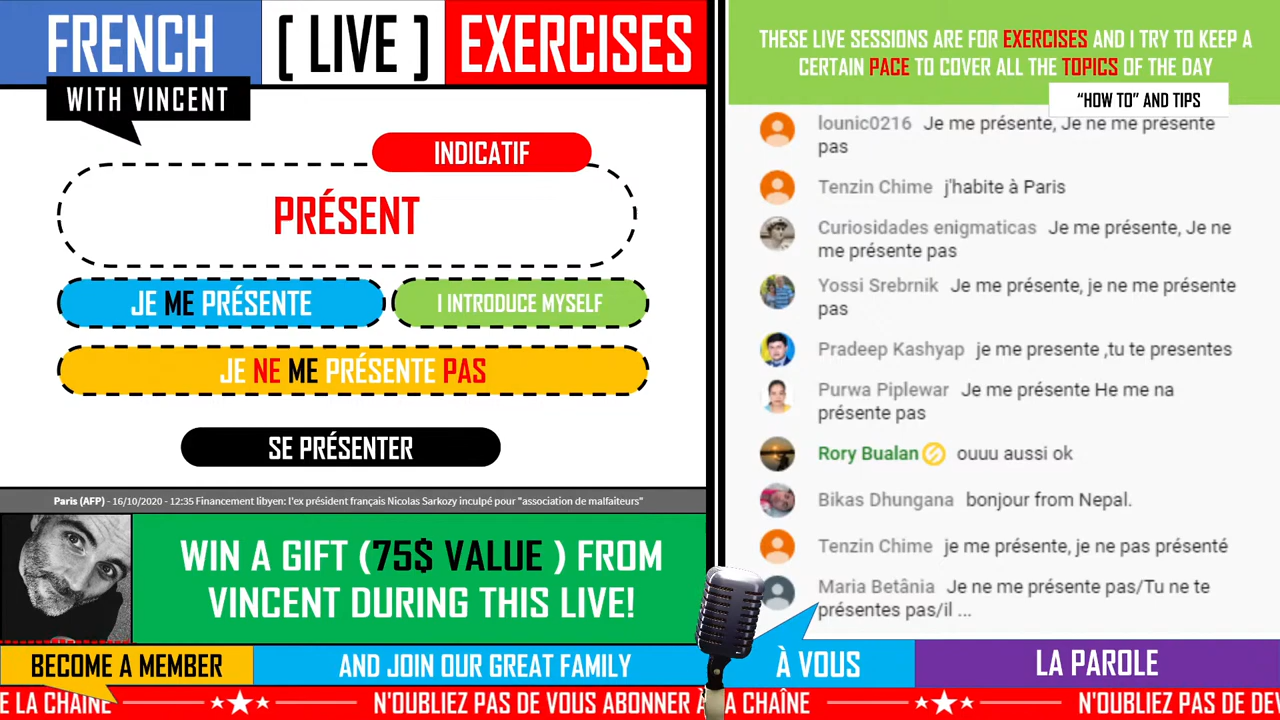 FRENCH [ LIVE ] EXERCISES
WITH VINCENT
INDICATIF
PRÉSENT
JE ME PRÉSENTE
I INTRODUCE MYSELF
JE NE ME PRÉSENTE PAS
SE PRÉSENTER
Paris (AFP) - 16/10/2020 - 12:35 Financement libyen: l'ex président français Nicolas Sarkozy inculpé pour "association de malfaiteurs"
WIN A GIFT (75$ VALUE ) FROM
VINCENT DURING THIS LIVE!
THESE LIVE SESSIONS ARE FOR EXERCISES AND I TRY TO KEEP A
CERTAIN PACE TO COVER ALL THE TOPICS OF THE DAY
“HOW TO” AND TIPS
lounic0216 Je me présente, Je ne me présente
pas
Tenzin Chime j'habite à Paris
Curiosidades enigmaticas Je me présente, Je ne
me présente pas
Yossi Srebrnik Je me présente, je ne me présente
pas
Pradeep Kashyap je me presente ,tu te presentes
Purwa Piplewar Je me présente He me na
présente pas
Rory Bualan ouuu aussi ok
Bikas Dhungana bonjour from Nepal.
Tenzin Chime je me présente, je ne pas présenté
Maria Betânia Je ne me présente pas/Tu ne te
présentes pas/il ...
BECOME A MEMBER
AND JOIN OUR GREAT FAMILY
À VOUS
LA PAROLE
E LA CHAÎNE N'OUBLIEZ PAS DE VOUS ABONNER À LA CHAÎNE N'OUBLIEZ PAS DE DEV